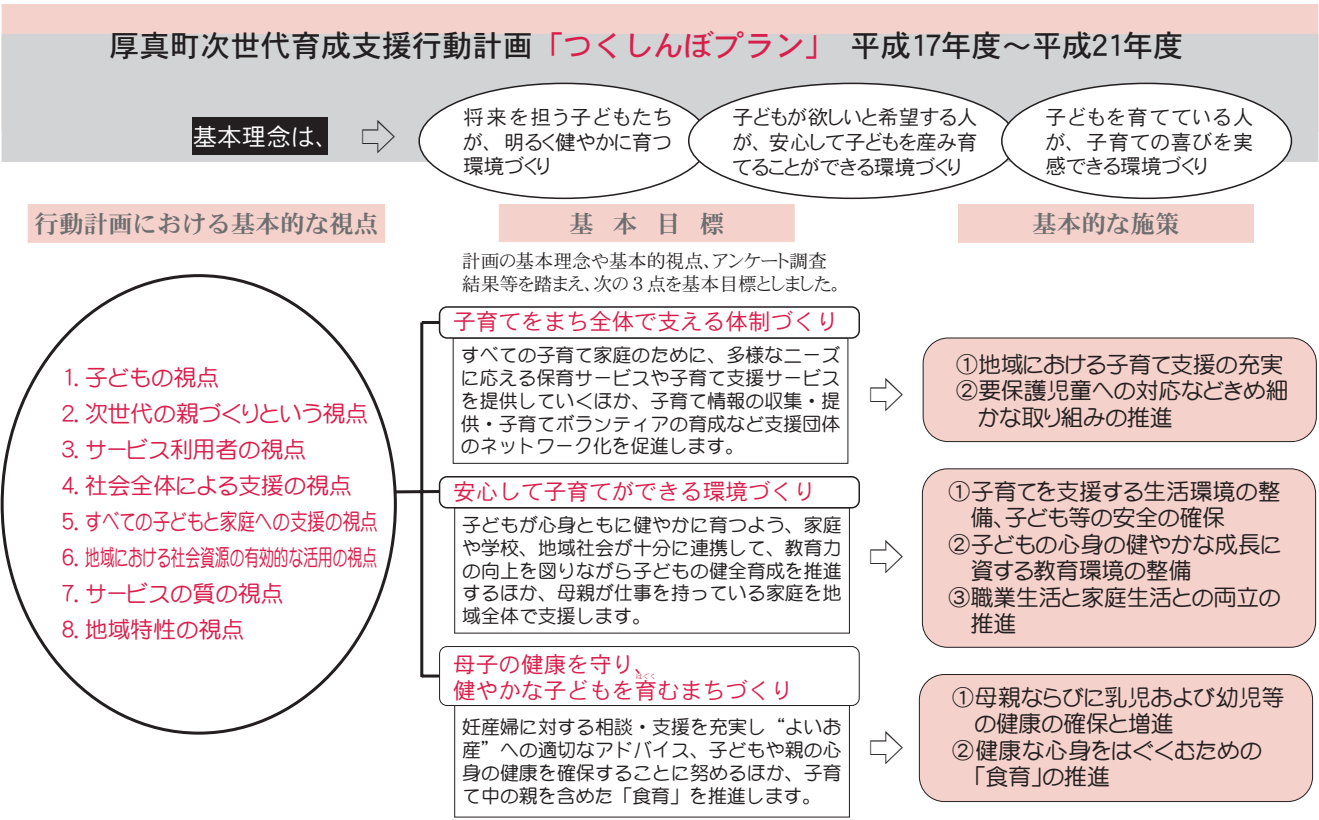 厚真町次世代育成支援行動計画「つくしんぼプラン」 平成17年度～平成21年度
基本理念は、
将来を担う子どもたち
が、明るく健やかに育つ
環境づくり
子どもが欲しいと希望する人
が、安心して子どもを産み育
てることができる環境づくり
子どもを育てている人
が、子育ての喜びを実
感できる環境づくり
行動計画における基本的な視点
1. 子どもの視点
2. 次世代の親づくりという視点
3. サービス利用者の視点
4. 社会全体による支援の視点
5. すべての子どもと家庭への支援の視点
6. 地域における社会資源の有効的な活用の視点
7. サービスの質の視点
8. 地域特性の視点
基本目標
計画の基本理念や基本的視点、アンケート調査
結果等を踏まえ、次の3点を基本目標としました。
子育てをまち全体で支える体制づくり
すべての子育て家庭のために、多様なニーズ
に応える保育サービスや子育て支援サービス
を提供していくほか、子育て情報の収集・提
供・子育てボランティアの育成など支援団体
のネットワーク化を促進します。
安心して子育てができる環境づくり
子どもが心身ともに健やかに育つよう、家庭
や学校、地域社会が十分に連携して、教育力
の向上を図りながら子どもの健全育成を推進
するほか、母親が仕事を持っている家庭を地
域全体で支援します。
母子の健康を守り、
はぐく
健やかな子どもを育むまちづくり
妊産婦に対する相談・支援を充実し“よいお
産”への適切なアドバイス、子どもや親の心
身の健康を確保することに努めるほか、子育
て中の親を含めた「食育」を推進します。
基本的な施策
①地域における子育て支援の充実
②要保護児童への対応などきめ細
かな取り組みの推進
①子育てを支援する生活環境の整
備、子ども等の安全の確保
②子どもの心身の健やかな成長に
資する教育環境の整備
③職業生活と家庭生活との両立の
推進
①母親ならびに乳児および幼児等
の健康の確保と増進
②健康な心身をはぐくむための
「食育」の推進